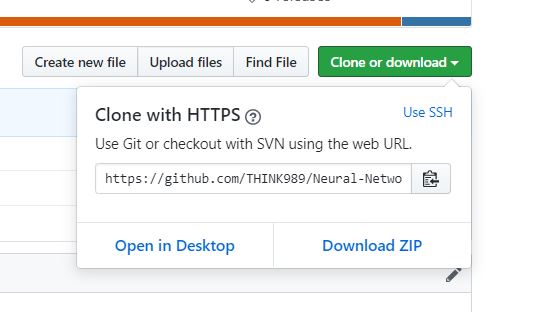 Create new file Upload files Find File Clone or download
Clone with HTTPS
Use SSH
Use Git or checkout with SVN using the web URL.
https://github.com/THINK989/Neural-Netwo
Open in Desktop Download ZIP